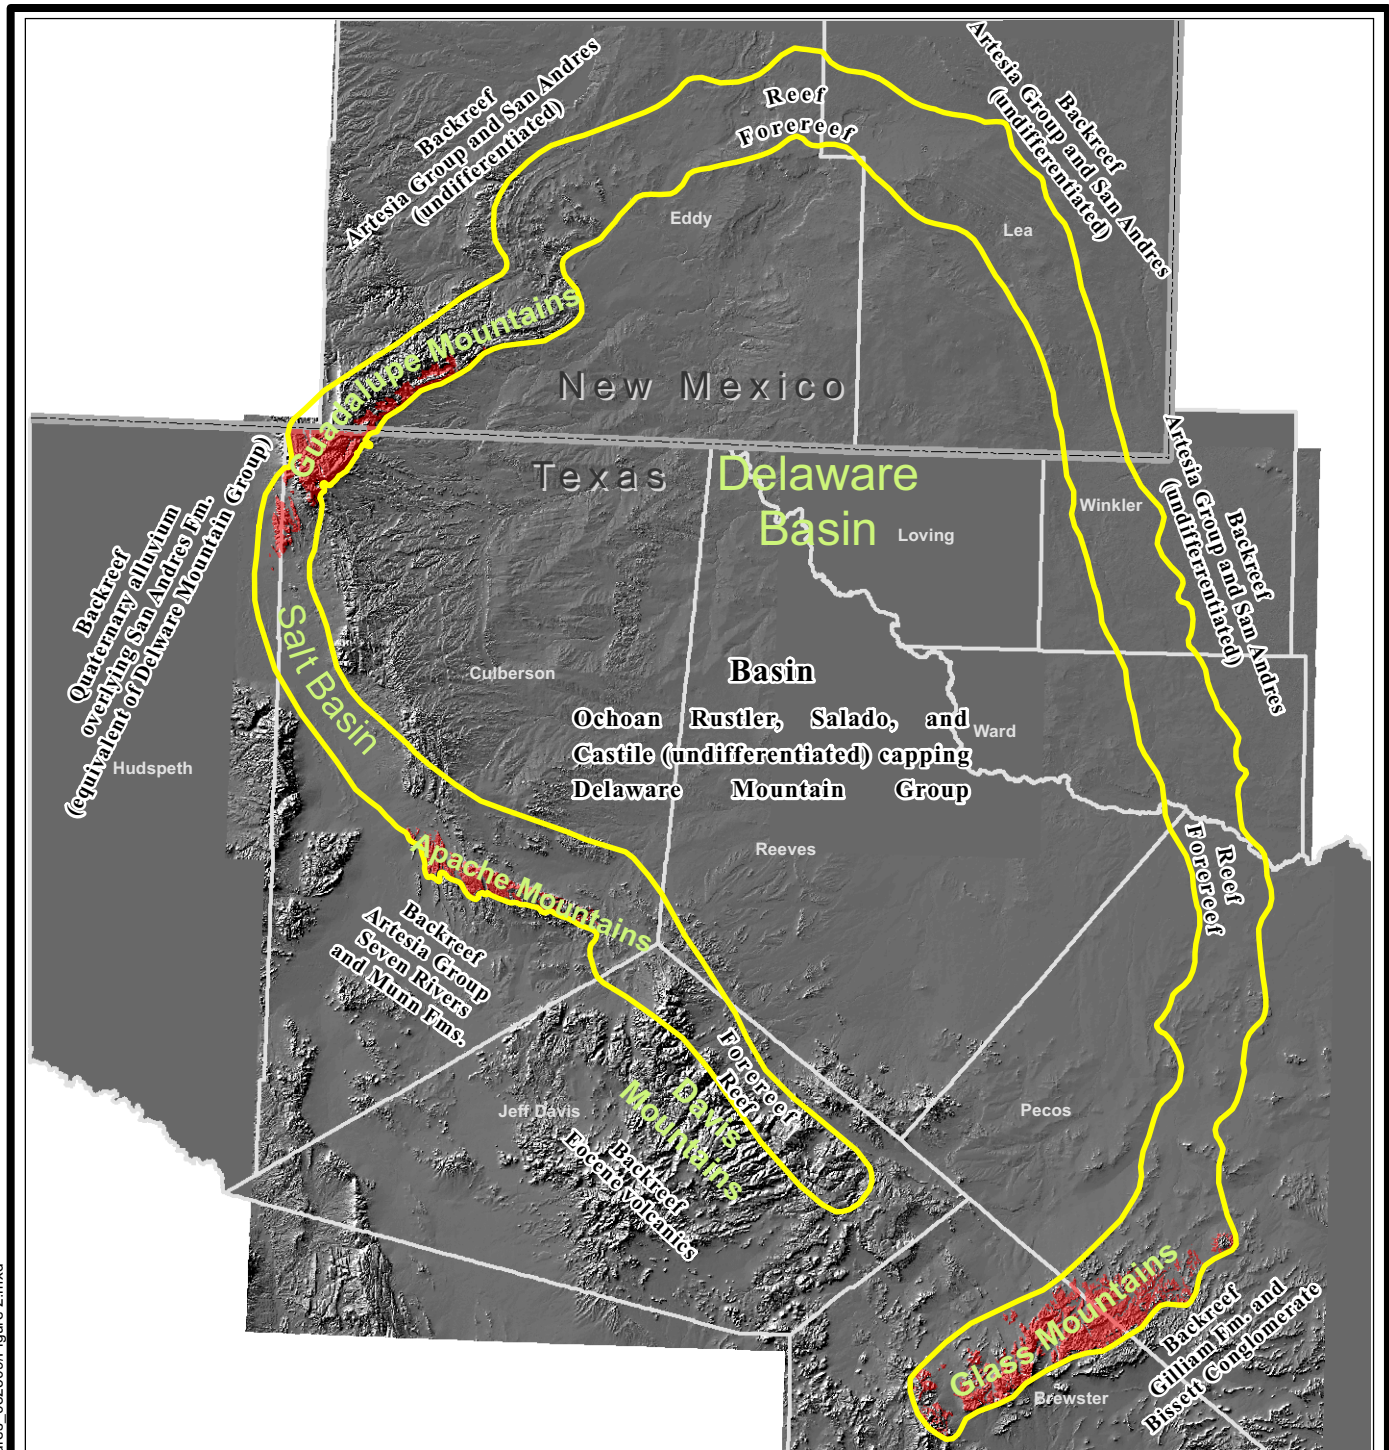 Backreef
Artesia Group and San Andres
(undifferentiated)
Reef
Forereef
Backreef
Artesia Group and San Andres
(undifferentiated)
Eddy
Lea
Guadalupe Mountains
New Mexico
Texas
Delaware
Basin
Loving
Winkler
Backreef
Artesia Group and San Andres
(undiferrentiated)
Backreef
Quaternary alluvium
overlying San Andres Fm.
(equivalent of Delware Mountain Group)
Salt Basin
Culberson
Hudspeth
Basin
Ochoan Rustler, Salado, and
Castile (undifferentiated) capping
Delaware Mountain Group
Ward
Reeves
Reef
Forereef
Apache Mountains
Backreef
Artesia Group
Seven Rivers
and Munn Fms.
Forereef
Reef
Davis
Mountains
Jeff Davis
Backreef
Eocene volcanics
Pecos
Glass Mountains
Brewster
Backreef
Gilliam Fm. and
Bissett Conglomerate